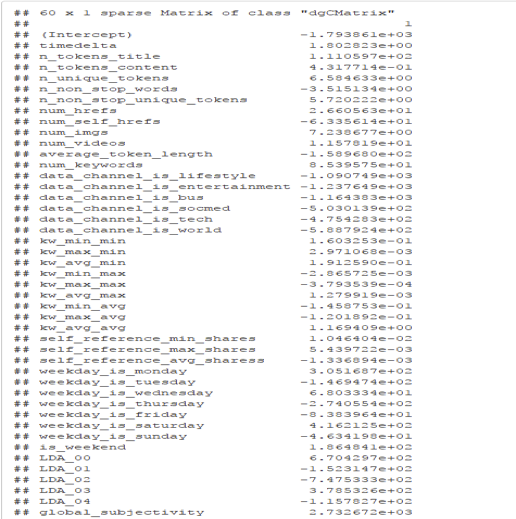 ## 60 x 1 sparse Matrix of class "dgCMatrix"
## 1
## (Intercept) -1.793861e+03
## timedelta 1.802823e+00
## n_tokens_title 1.110597e+02
## n_tokens_content 4.317714e-01
## n_unique_tokens 6.584633e+00
## n_non_stop_words -3.515134e+00
## n_non_stop_unique_tokens 5.720222e+00
## num_hrefs 2.660563e+01
## num_self_hrefs -6.335614e+01
## num_imgs 7.238677e+00
## num_videos 1.157819e+01
## average_token_length -1.589680e+02
## num_keywords 8.539575e+01
## data_channel_is_lifestyle -1.090749e+03
## data_channel_is_entertainment -1.237649e+03
## data_channel_is_bus -1.164383e+03
## data_channel_is_socmed -5.030139e+02
## data_channel_is_tech -4.754283e+02
## data_channel_is_world -5.887924e+02
## kw_min_min 1.603253e-01
## kw_max_min 2.971068e-03
## kw_avg_min 1.912590e-01
## kw_min_max -2.865725e-03
## kw_max_max -3.793539e-04
## kw_avg_max 1.279919e-03
## kw_min_avg -1.458753e-01
## kw_max_avg -1.201892e-01
## kw_avg_avg 1.169409e+00
## self_reference_min_shares 1.046404e-02
## self_reference_max_shares 5.439722e-03
## self_reference_avg_sharess -1.336894e-03
## weekday_is_monday 3.051687e+02
## weekday_is_tuesday -1.469474e+02
## weekday_is_wednesday 6.803334e+01
## weekday_is_thursday -2.740554e+02
## weekday_is_friday -8.383964e+01
## weekday_is_saturday 4.162125e+02
## weekday_is_sunday -4.634198e+01
## is_weekend 1.864841e+02
## LDA_00 6.704297e+02
## LDA_01 -1.523147e+02
## LDA_02 -7.475333e+02
## LDA_03 3.785326e+02
## LDA_04 -1.157827e+02
## global_subjectivity 2.732672e+03